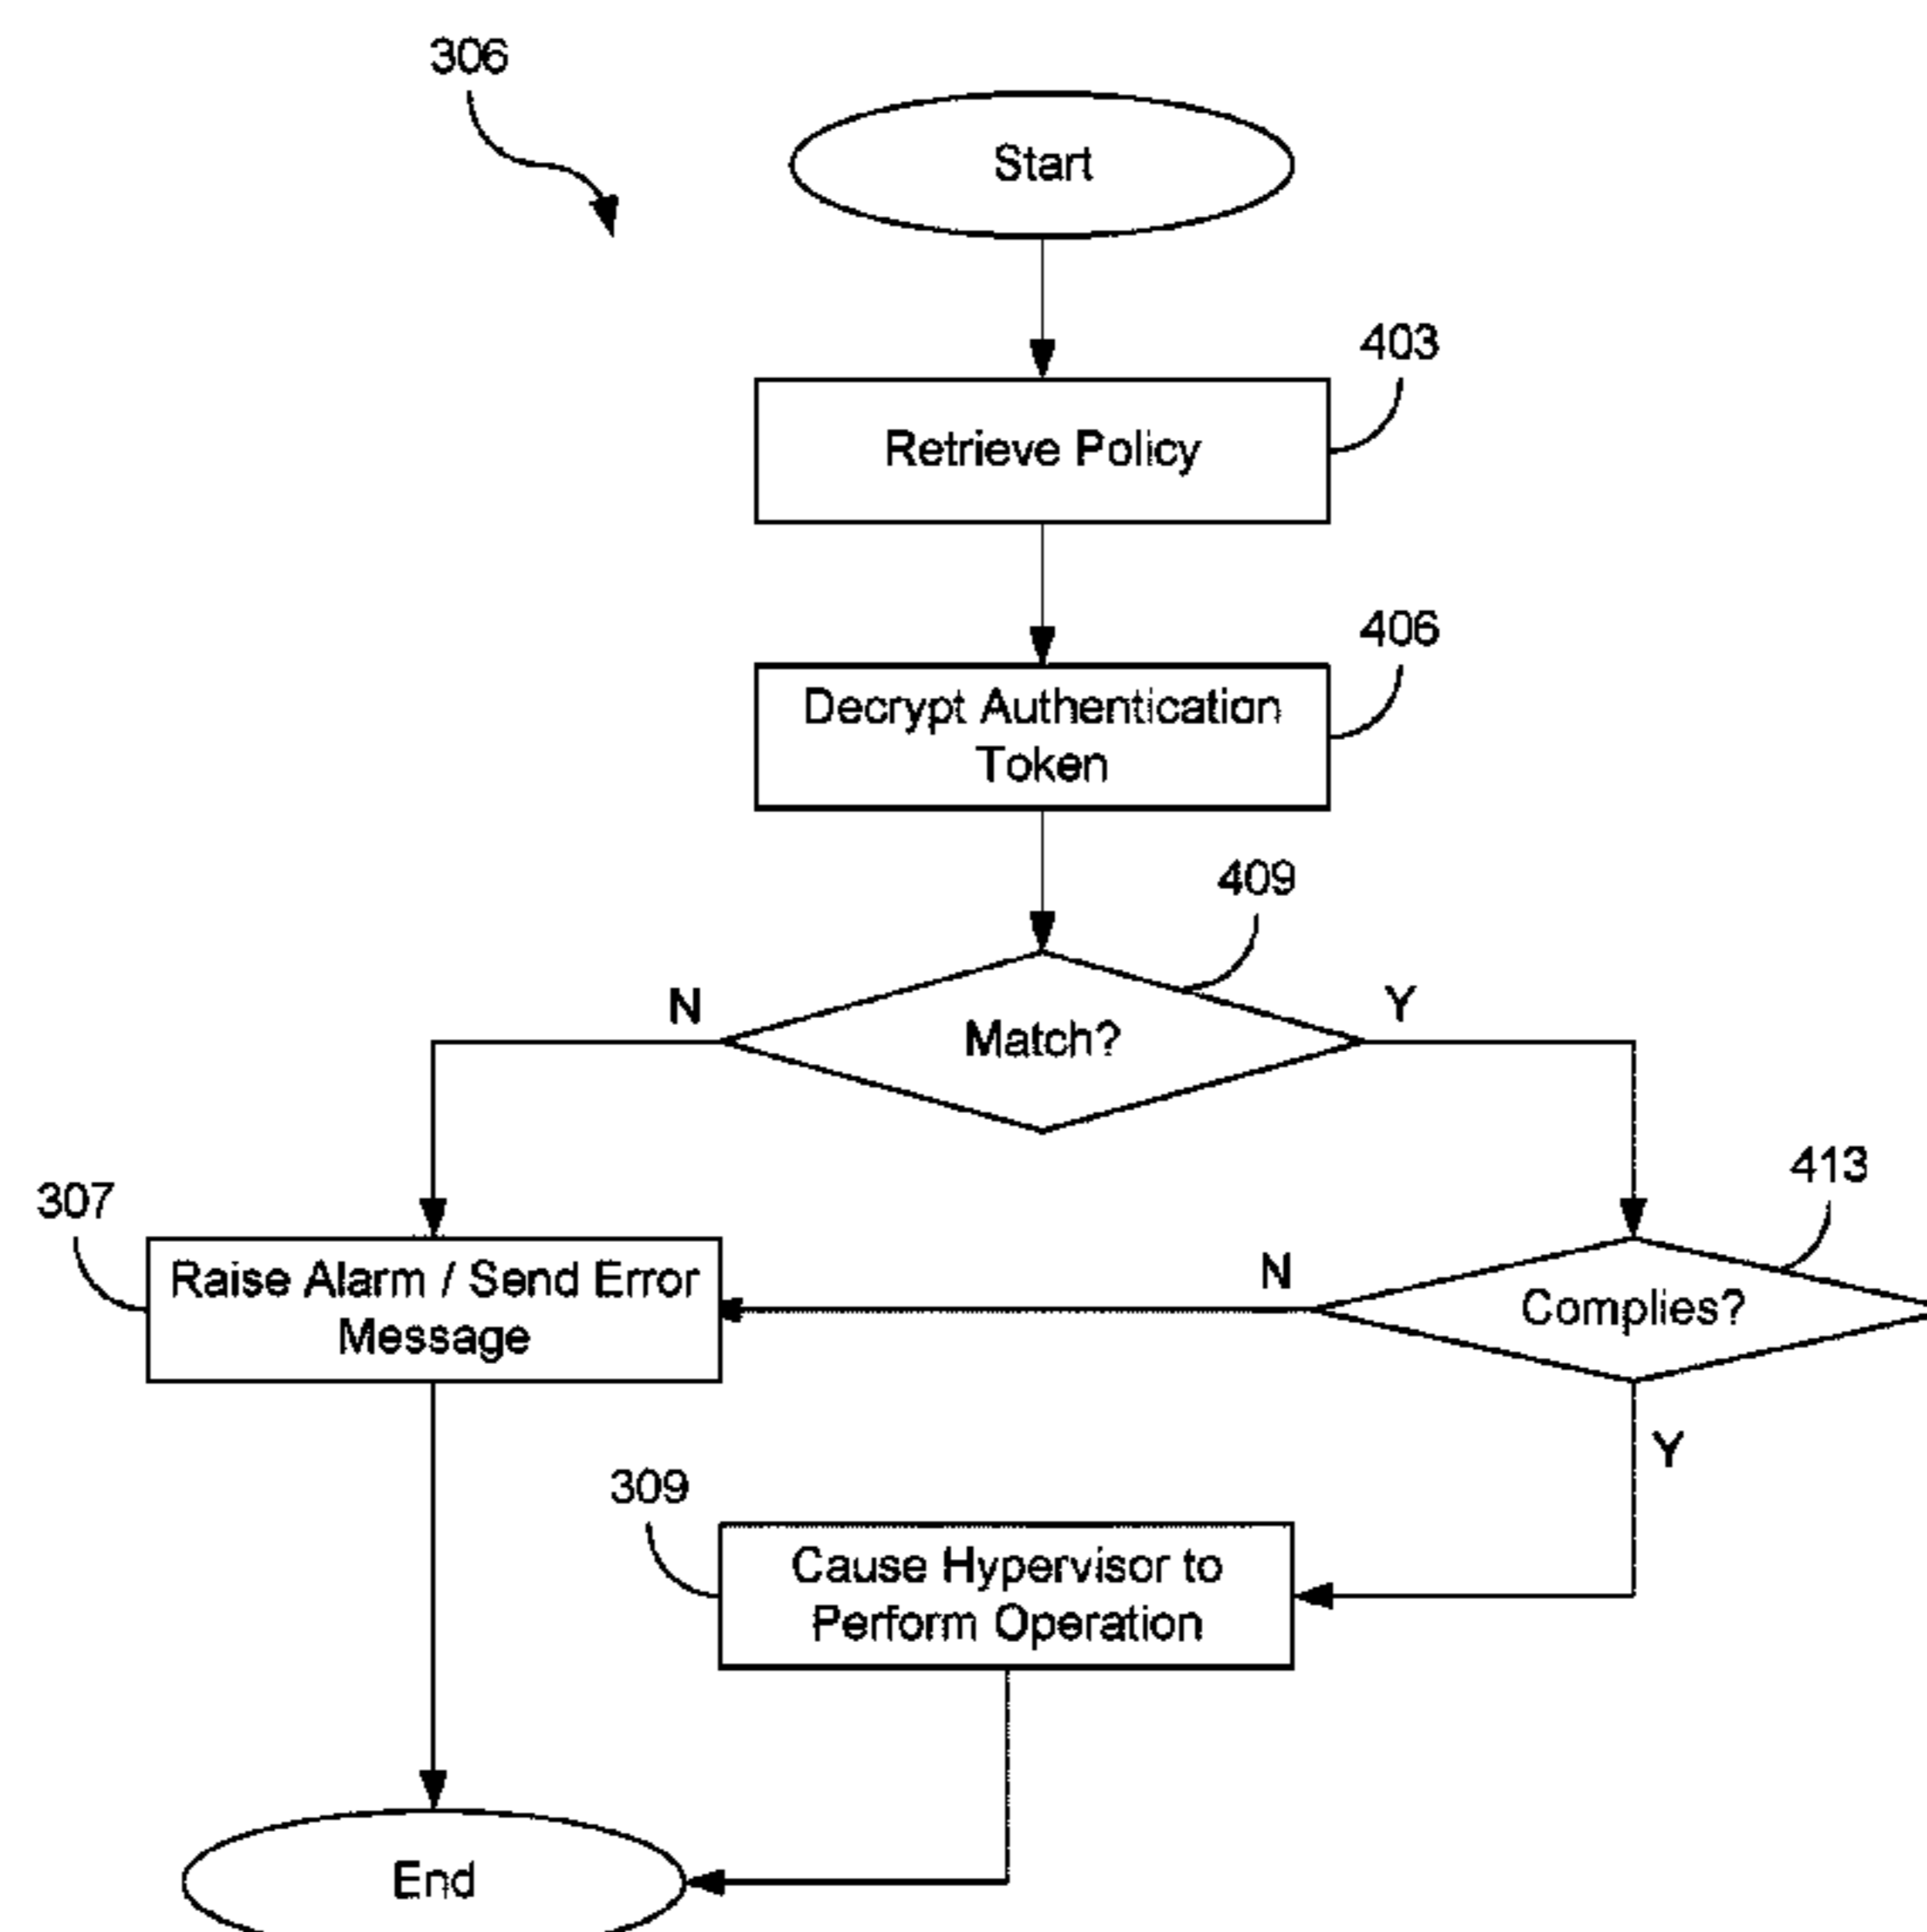 306
Start
403
Retrieve Policy
406
Decrypt Authentication
Token
409
N
Match?
Y
413
307
Raise Alarm / Send Error
Message
N
Complies?
Y
309
Cause Hypervisor to
Perform Operation
End